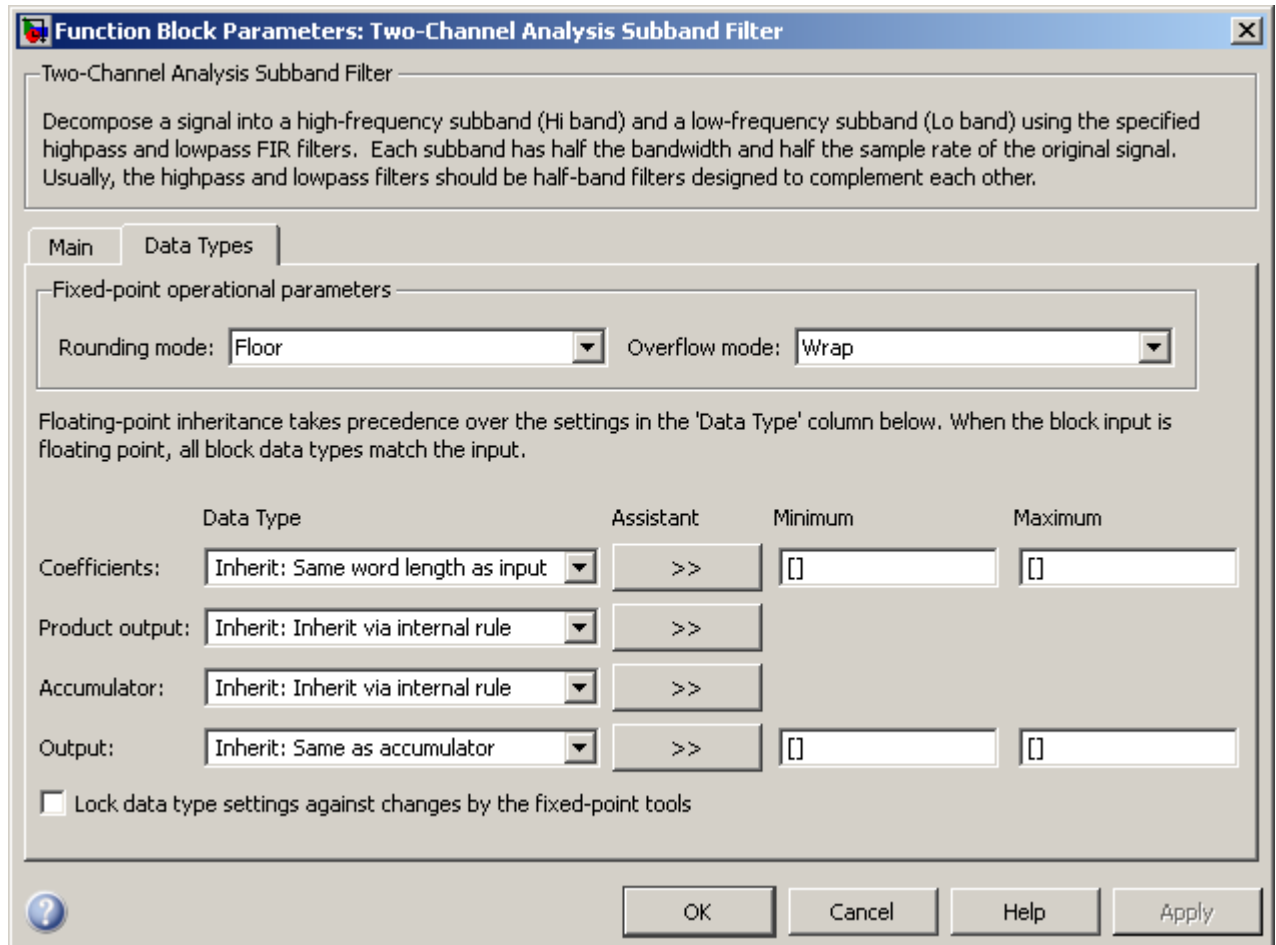 Function Block Parameters: Two-Channel Analysis Subband Filter
Two-Channel Analysis Subband Filter
Decompose a signal into a high-frequency subband (Hi band) and a low-frequency subband (Lo band) using the specified
highpass and lowpass FIR filters.  Each subband has half the bandwidth and half the sample rate of the original signal.
Usually, the highpass and lowpass filters should be half-band filters designed to complement each other.
Main Data Types
Fixed-point operational parameters
Rounding mode: Floor Overflow mode: Wrap
Floating-point inheritance takes precedence over the settings in the 'Data Type' column below. When the block input is
floating point, all block data types match the input.
Data Type Assistant Minimum Maximum
Coefficients: Inherit: Same word length as input >> [] []
Product output: Inherit: Inherit via internal rule >>
Accumulator: Inherit: Inherit via internal rule >>
Output: Inherit: Same as accumulator >> [] []
Lock data type settings against changes by the fixed-point tools
? OK Cancel Help Apply